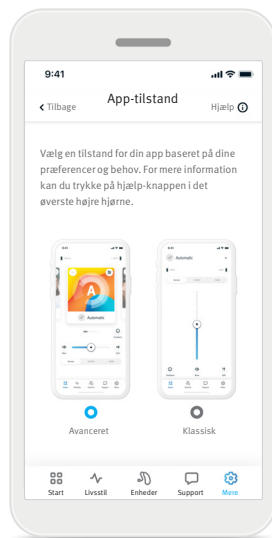 9:41
Tilbage
App-tilstand
Hjælp
Vælg en tilstand for din app baseret på dine
præferencer og behov. For mere information
kan du trykke på hjælp-knappen i det
øverste højre hjørne.
A
Automatic
Automatic
Avanceret
Klassisk
Start
Livsstil
Enheder
Support
Mere